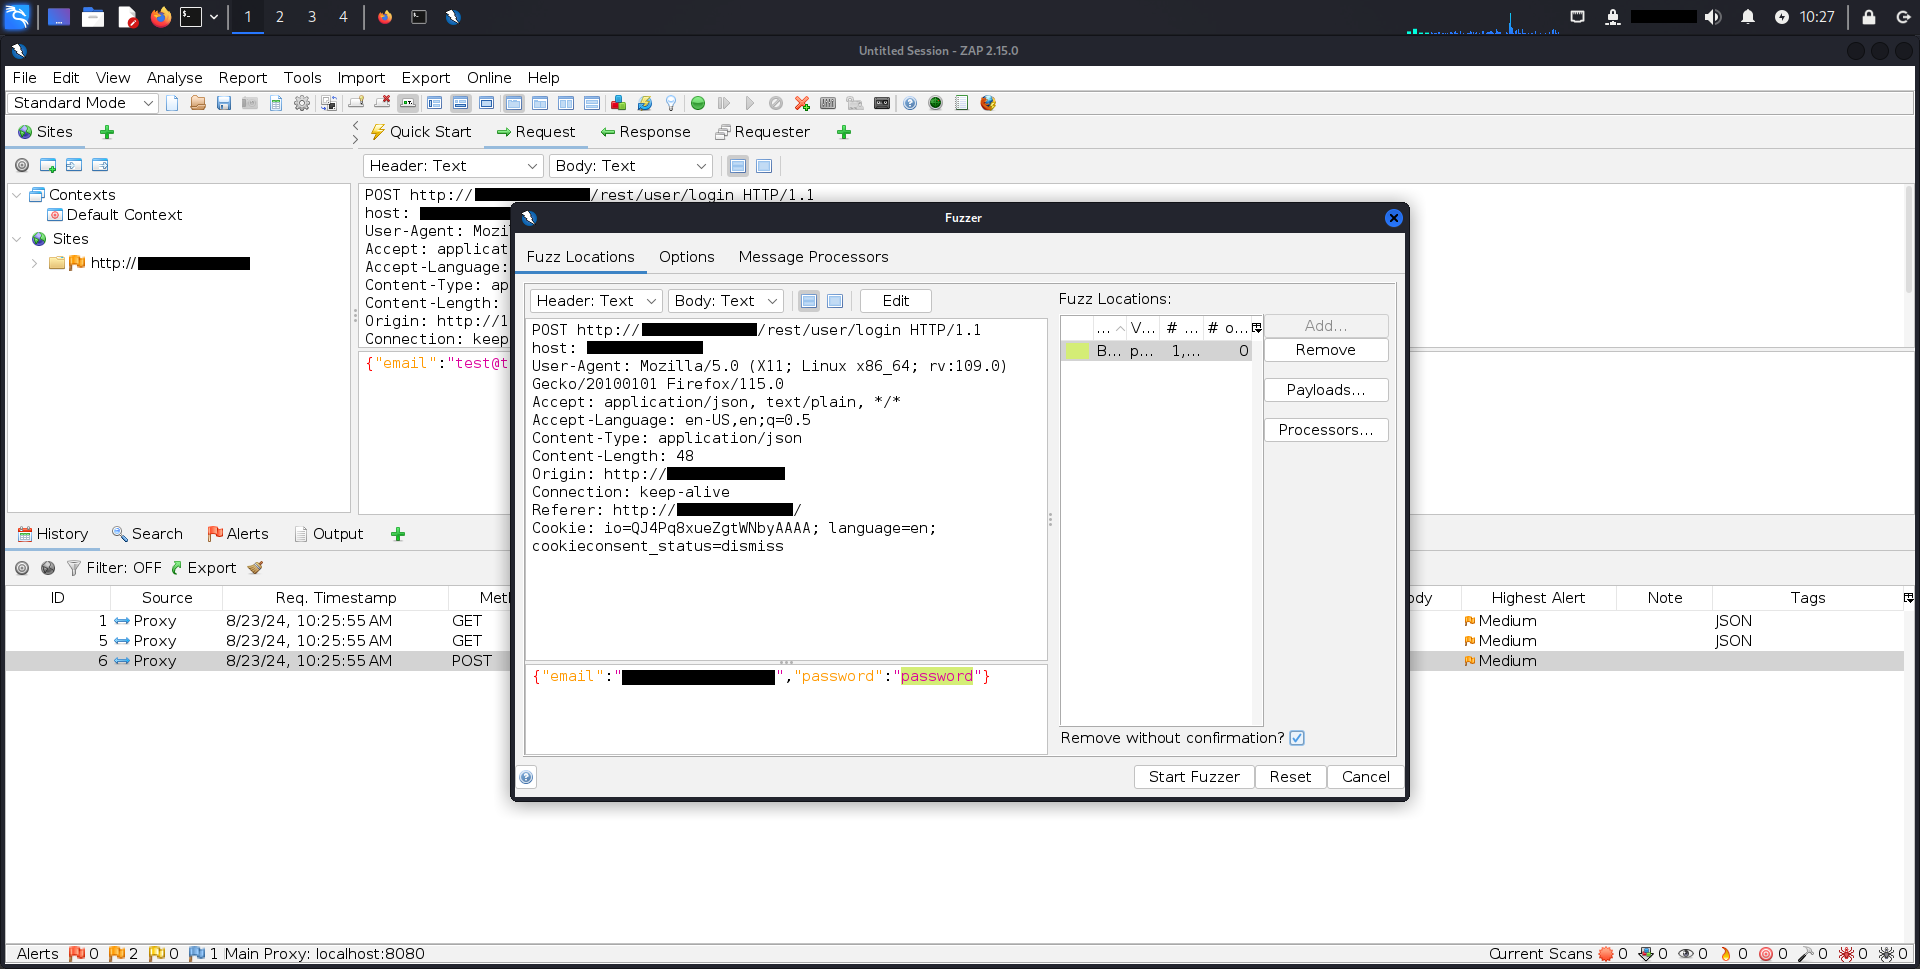 1 2 3 4 10:27
Untitled Session - ZAP 2.15.0
File Edit View Analyse Report Tools Import Export Online Help
Standard Mode
Sites Quick Start Request Response Requester
Header: Text Body: Text
Contexts
Default Context
Sites
http://
POST http:// /rest/user/login HTTP/1.1
host:
User-Agent: Mozi
Accept: applicat
Accept-Language:
Content-Type: ap
Content-Length:
Origin: http://1
Connection: keep
{"email":"test@t
Fuzzer
Fuzz Locations Options Message Processors
Header: Text Body: Text Edit
POST http:// /rest/user/login HTTP/1.1
host:
User-Agent: Mozilla/5.0 (X11; Linux x86_64; rv:109.0)
Gecko/20100101 Firefox/115.0
Accept: application/json, text/plain, */*
Accept-Language: en-US,en;q=0.5
Content-Type: application/json
Content-Length: 48
Origin: http://
Connection: keep-alive
Referer: http:// /
Cookie: io=QJ4Pq8xueZgtWNbyAAAA; language=en;
cookieconsent_status=dismiss
{"email":" ","password":"password"}
Fuzz Locations:
... V... # ... # o...
B... p... 1,... 0
Add...
Remove
Payloads...
Processors...
Remove without confirmation?
Start Fuzzer Reset Cancel
History Search Alerts Output
Filter: OFF Export
ID Source Req. Timestamp Meth ody Highest Alert Note Tags
1 Proxy 8/23/24, 10:25:55 AM GET Medium JSON
5 Proxy 8/23/24, 10:25:55 AM GET Medium JSON
6 Proxy 8/23/24, 10:25:55 AM POST Medium
Alerts 0 2 0 1 Main Proxy: localhost:8080 Current Scans 0 0 0 0 0 0 0 0